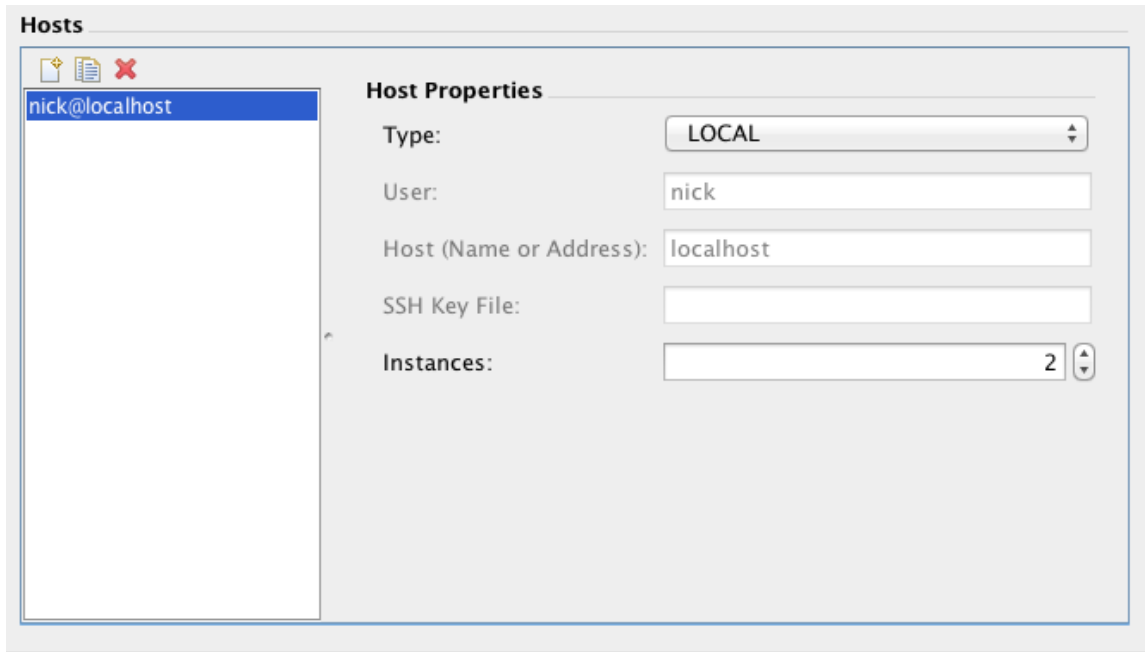 Hosts
nick@localhost
Host Properties
Type: LOCAL
User: nick
Host (Name or Address): localhost
SSH Key File:
Instances: 2